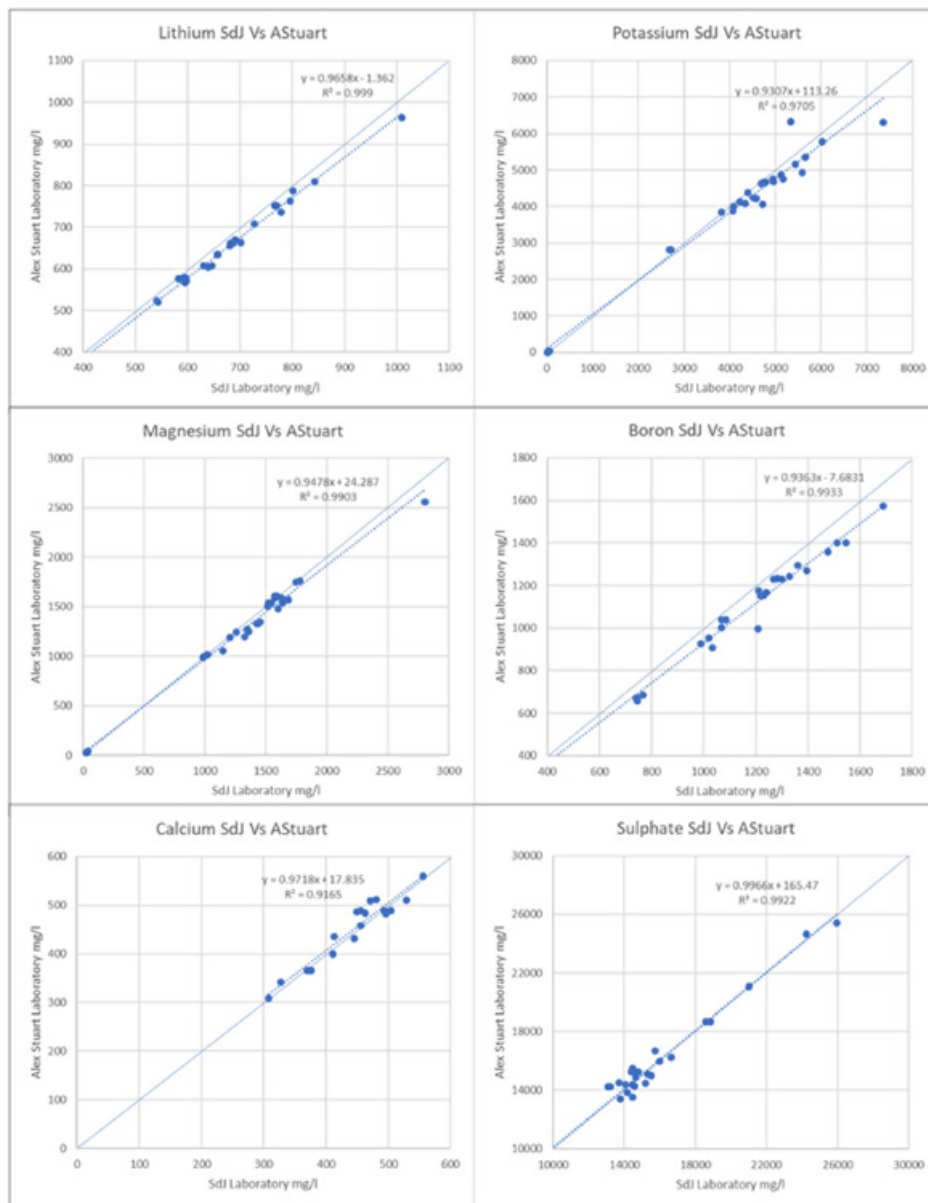 Lithium SdJ Vs AStuart
y = 0.9658x - 1.362
R² = 0.999
1100
1000
900
800
700
600
500
400
400 500 600 700 800 900 1000 1100
SdJ Laboratory mg/l
Alex Stuart Laboratory mg/l
Potassium SdJ Vs AStuart
y = 0.9307x + 113.26
R² = 0.9705
8000
7000
6000
5000
4000
3000
2000
1000
0
0 1000 2000 3000 4000 5000 6000 7000 8000
SdJ Laboratory mg/l
Alex Stuart Laboratory mg/l
Magnesium SdJ Vs AStuart
y = 0.9478x + 24.287
R² = 0.9903
3000
2500
2000
1500
1000
500
0
0 500 1000 1500 2000 2500 3000
SdJ Laboratory mg/l
Alex Stuart Laboratory mg/l
Boron SdJ Vs AStuart
y = 0.9363x - 7.6831
R² = 0.9933
1800
1600
1400
1200
1000
800
600
400
400 600 800 1000 1200 1400 1600 1800
SdJ Laboratory mg/l
Alex Stuart Laboratory mg/l
Calcium SdJ Vs AStuart
y = 0.9718x + 17.835
R² = 0.9165
600
500
400
300
200
100
0
0 100 200 300 400 500 600
SdJ Laboratory mg/l
Alex Stuart Laboratory mg/l
Sulphate SdJ Vs AStuart
y = 0.9966x + 165.47
R² = 0.9922
30000
26000
22000
18000
14000
10000
10000 14000 18000 22000 26000 30000
SdJ Laboratory mg/l
Alex Stuart Laboratory mg/l